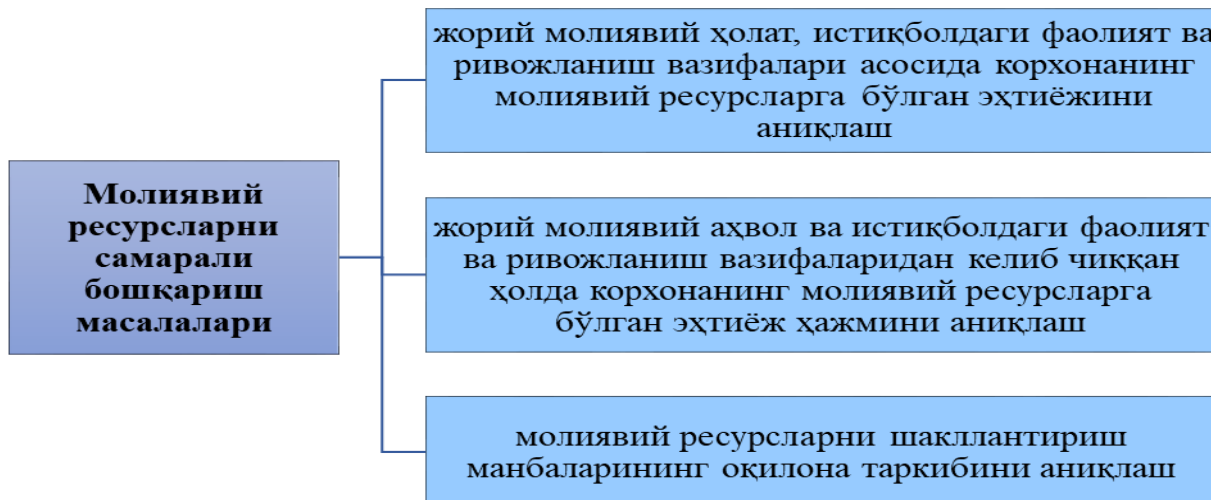 Молиявий
ресурсларни
самарали
бошқариш
масалалари
жорий молиявий ҳолат, истиқболдаги фаолият ва
ривожланиш вазифалари асосида корхонанинг
молиявий ресурсларга бўлган эҳтиёжини
аниқлаш
жорий молиявий аҳвол ва истиқболдаги фаолият
ва ривожланиш вазифаларидан келиб чиққан
ҳолда корхонанинг молиявий ресурсларга
бўлган эҳтиёж ҳажмини аниқлаш
молиявий ресурсларни шакллантириш
манбаларининг оқилона таркибини аниқлаш